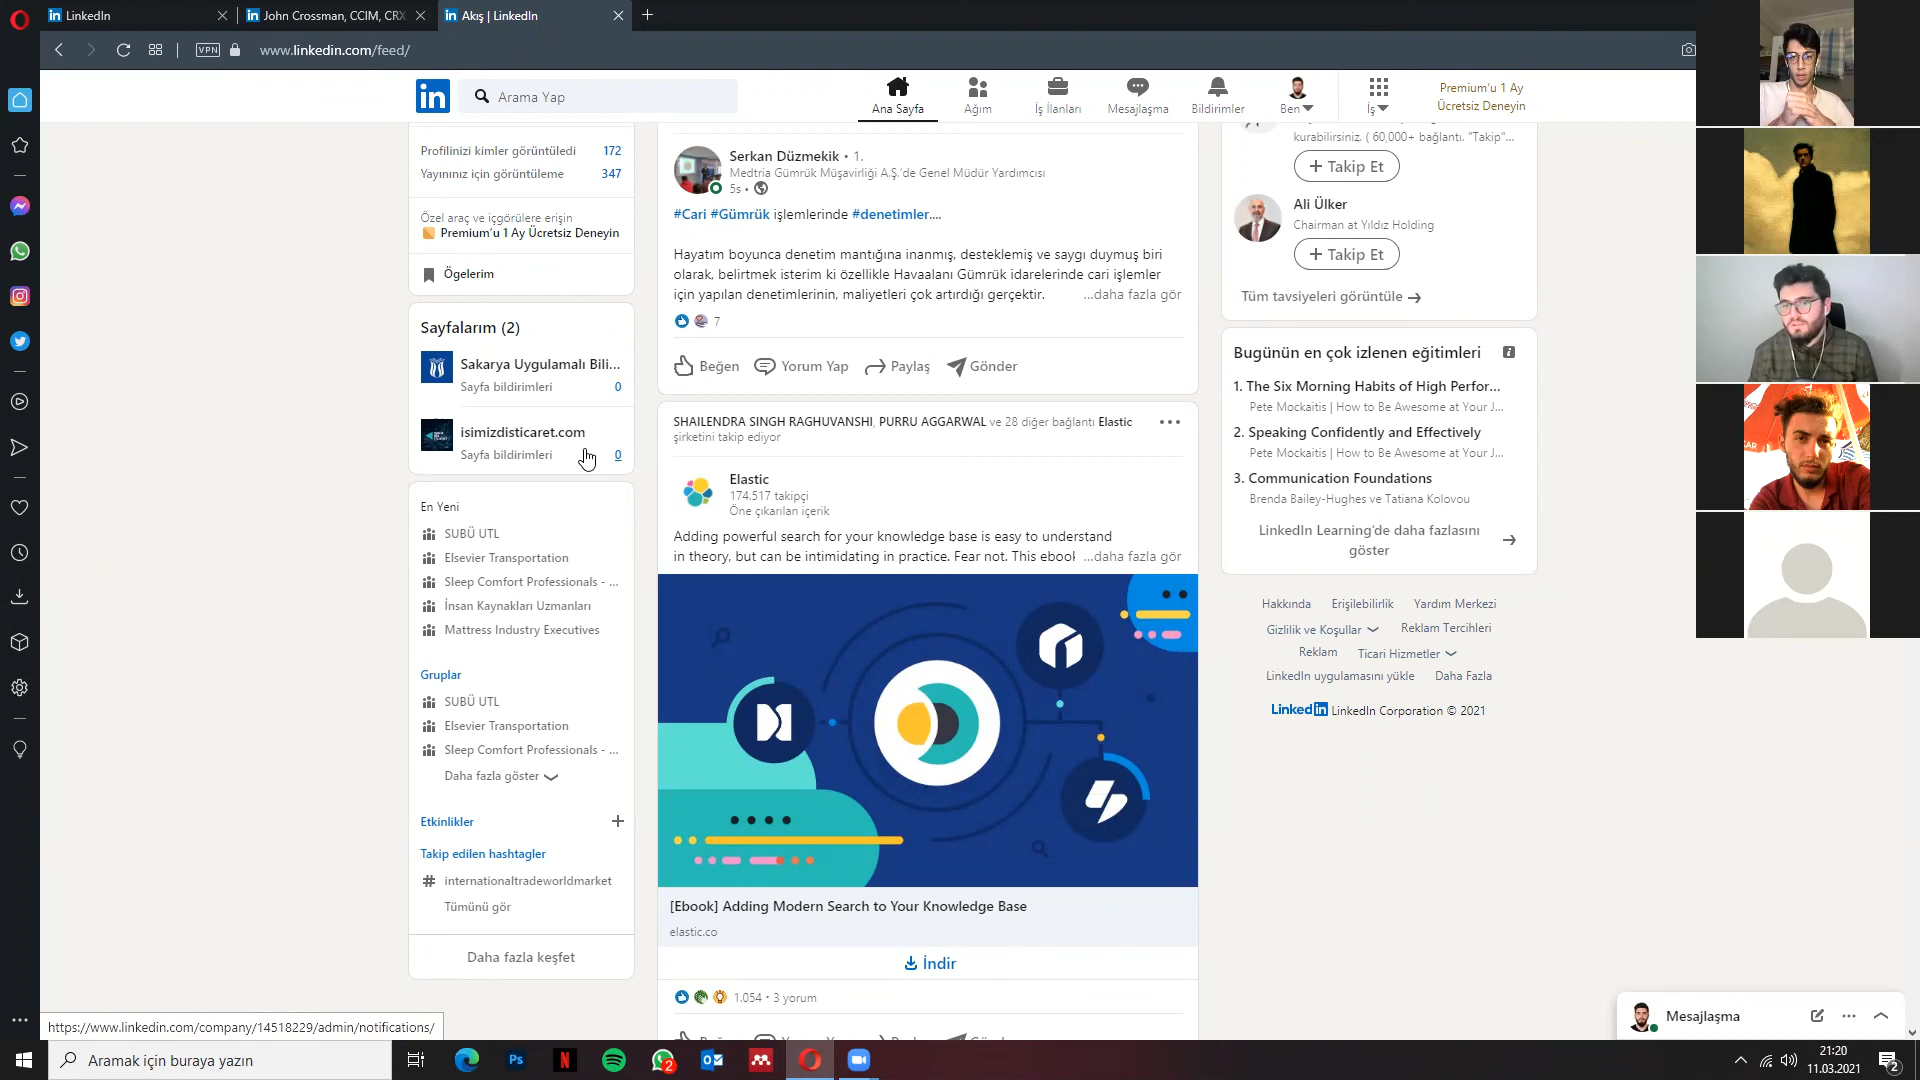 LinkedIn
John Crossman, CCIM, CRX
Akış | LinkedIn
VPN
www.linkedin.com/feed/
in
Arama Yap
Ana Sayfa
Ağım
İş İlanları
Mesajlaşma
Bildirimler
Ben
İş
Premium'u 1 Ay
Ücretsiz Deneyin
Profilinizi kimler görüntüledi 172
Yayınınız için görüntüleme 347
Özel araç ve içgörülere erişin
Premium'u 1 Ay Ücretsiz Deneyin
Ögelerim
Sayfalarım (2)
Sakarya Uygulamalı Bili...
Sayfa bildirimleri 0
isimizdisticaret.com
Sayfa bildirimleri 0
En Yeni
SUBÜ UTL
Elsevier Transportation
Sleep Comfort Professionals - ...
İnsan Kaynakları Uzmanları
Mattress Industry Executives
Gruplar
SUBÜ UTL
Elsevier Transportation
Sleep Comfort Professionals - ...
Daha fazla göster
Etkinlikler +
Takip edilen hashtagler
# internationaltradeworldmarket
Tümünü gör
Daha fazla keşfet
Serkan Düzmekik • 1.
Medtria Gümrük Müşavirliği A.Ş.'de Genel Müdür Yardımcısı
5s •
#Cari #Gümrük işlemlerinde #denetimler....
Hayatım boyunca denetim mantığına inanmış, desteklemiş ve saygı duymuş biri
olarak, belirtmek isterim ki özellikle Havaalanı Gümrük idarelerinde cari işlemler
için yapılan denetimlerinin, maliyetleri çok artırdığı gerçektir. ...daha fazla gör
7
Beğen Yorum Yap Paylaş Gönder
SHAILENDRA SINGH RAGHUVANSHI, PURRU AGGARWAL ve 28 diğer bağlantı Elastic
şirketini takip ediyor
Elastic
174.517 takipçi
Öne çıkarılan içerik
Adding powerful search for your knowledge base is easy to understand
in theory, but can be intimidating in practice. Fear not. This ebook ...daha fazla gör
[Ebook] Adding Modern Search to Your Knowledge Base
elastic.co
İndir
1.054 • 3 yorum
kurabilirsiniz. ( 60,000+ bağlantı. "Takip"...
+ Takip Et
Ali Ülker
Chairman at Yıldız Holding
+ Takip Et
Tüm tavsiyeleri görüntüle →
Bugünün en çok izlenen eğitimleri
1. The Six Morning Habits of High Perfor...
Pete Mockaitis | How to Be Awesome at Your J...
2. Speaking Confidently and Effectively
Pete Mockaitis | How to Be Awesome at Your J...
3. Communication Foundations
Brenda Bailey-Hughes ve Tatiana Kolovou
LinkedIn Learning'de daha fazlasını
göster →
Hakkında Erişilebilirlik Yardım Merkezi
Gizlilik ve Koşullar Reklam Tercihleri
Reklam Ticari Hizmetler
LinkedIn uygulamasını yükle Daha Fazla
LinkedIn LinkedIn Corporation © 2021
Mesajlaşma
https://www.linkedin.com/company/14518229/admin/notifications/
Aramak için buraya yazın
Ps
N
2
21:20
11.03.2021
2